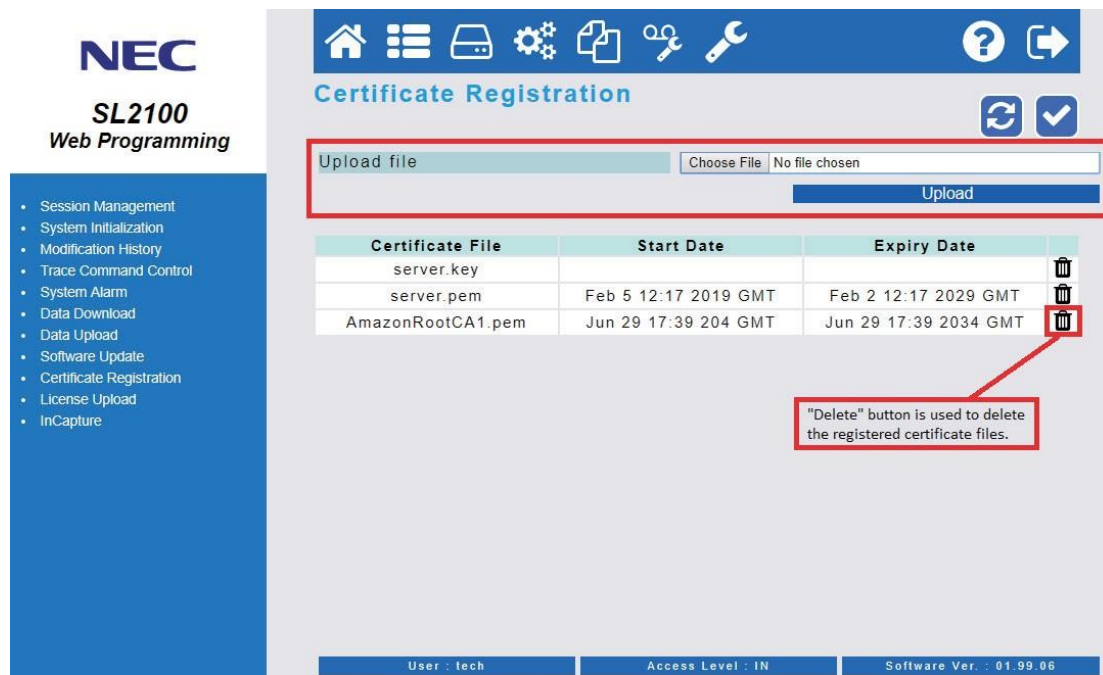 NEC
SL2100
Web Programming
Session Management
System Initialization
Modification History
Trace Command Control
System Alarm
Data Download
Data Upload
Software Update
Certificate Registration
License Upload
InCapture
Certificate Registration
Upload file Choose File No file chosen
Upload
Certificate File Start Date Expiry Date
server.key
server.pem Feb 5 12:17 2019 GMT Feb 2 12:17 2029 GMT
AmazonRootCA1.pem Jun 29 17:39 204 GMT Jun 29 17:39 2034 GMT
"Delete" button is used to delete
the registered certificate files.
User : tech Access Level : IN Software Ver. : 01.99.06